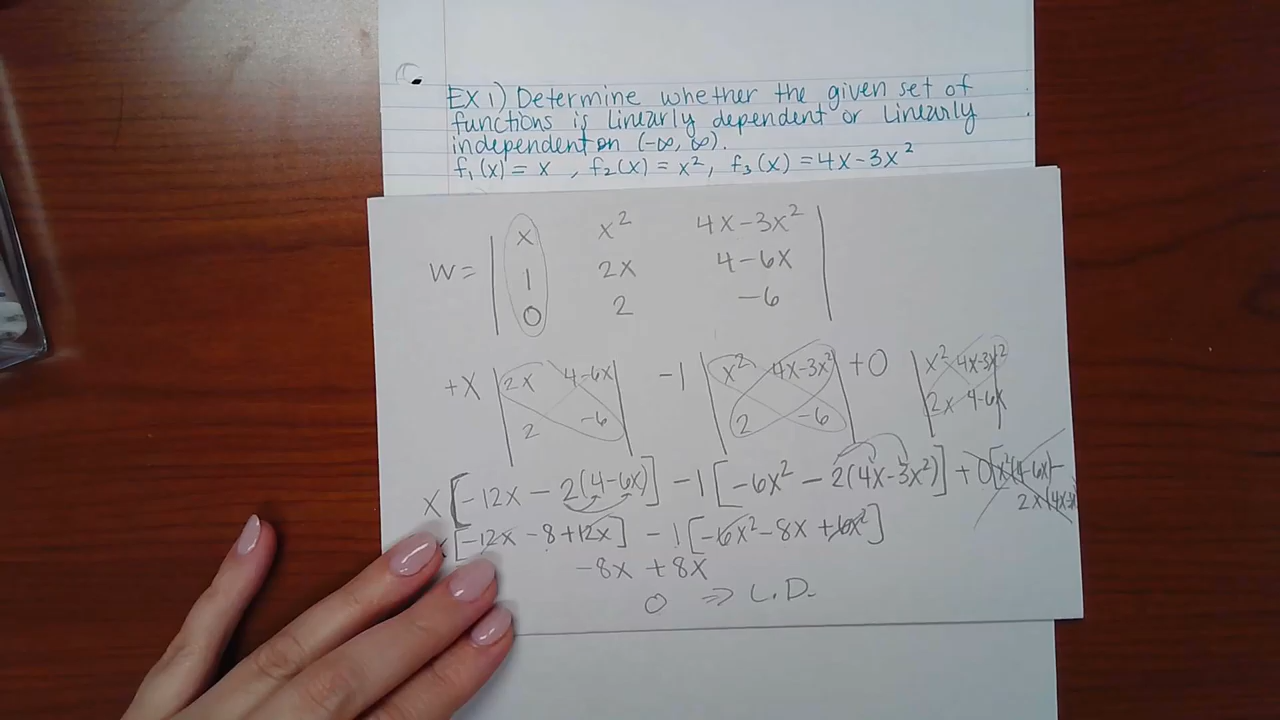 EX 1) Determine whether the given set of
functions is linearly dependent or linearly
independent on (-∞, ∞).
f₁(x) = x , f₂(x) = x², f₃(x) = 4x-3x²
W = | x x² 4x-3x² |
1 2x 4-6x
0 2 -6
+x | 2x 4-6x | -1 | x² 4x-3x² | +0 | x² 4x-3x² |
2 -6 2 -6 2x 4-6x
x [-12x - 2(4-6x)] -1 [-6x² - 2(4x-3x²)] + 0[x²(4-6x)-
[-12x -8 +12x] -1 [-6x² -8x +6x²]
-8x +8x
0 ⇒ L.D.